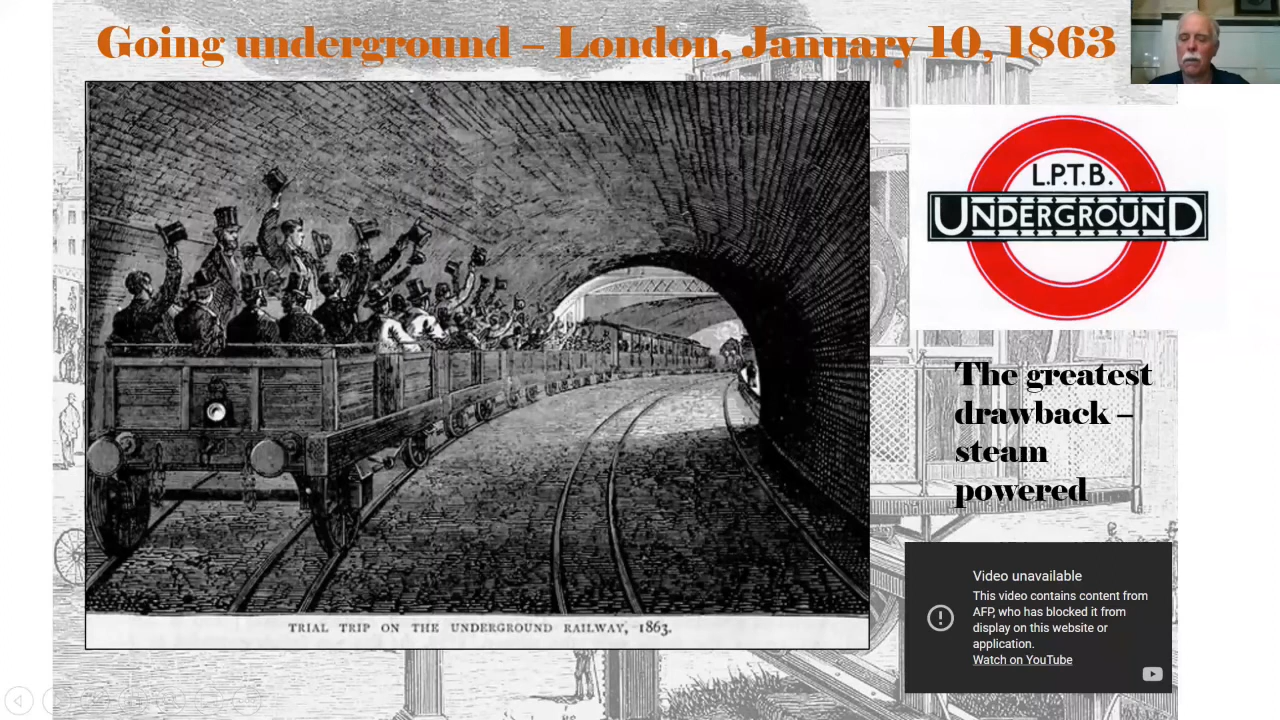 Going underground – London, January 10, 1863
L.P.T.B.
UNDERGROUND
The greatest
drawback –
steam
powered
TRIAL TRIP ON THE UNDERGROUND RAILWAY, 1863.
Video unavailable
This video contains content from
AFP, who has blocked it from
display on this website or
application.
Watch on YouTube